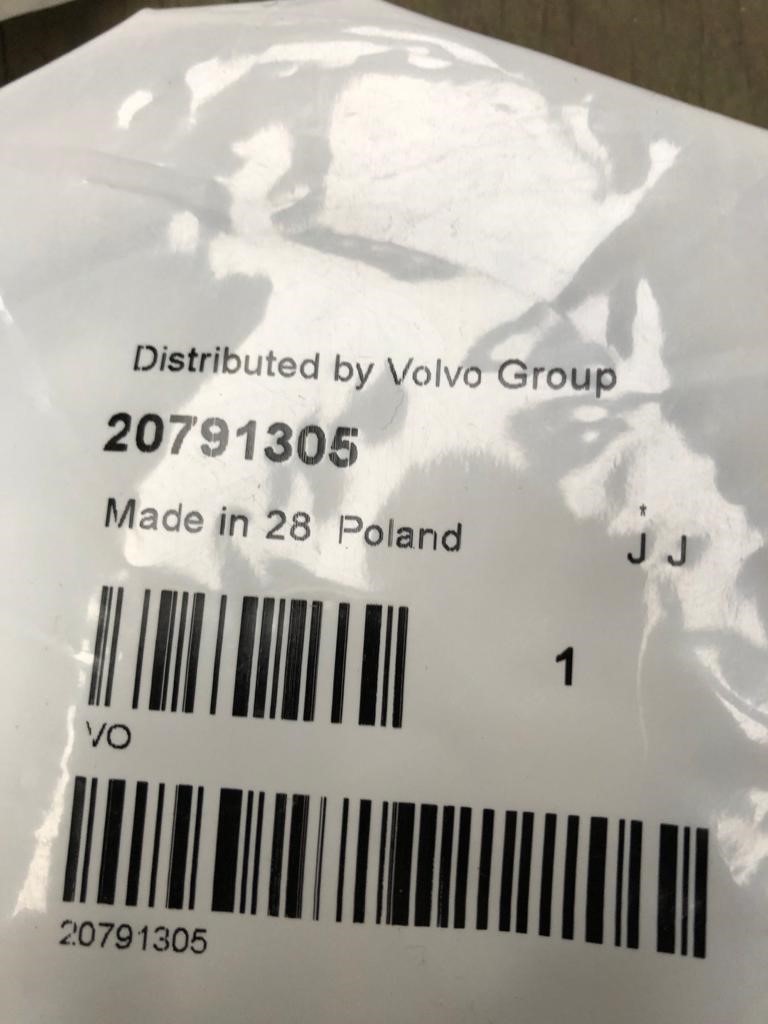 Distributed by Volvo Group
20791305
Made in 28 Poland
*
J J
1
VO
20791305